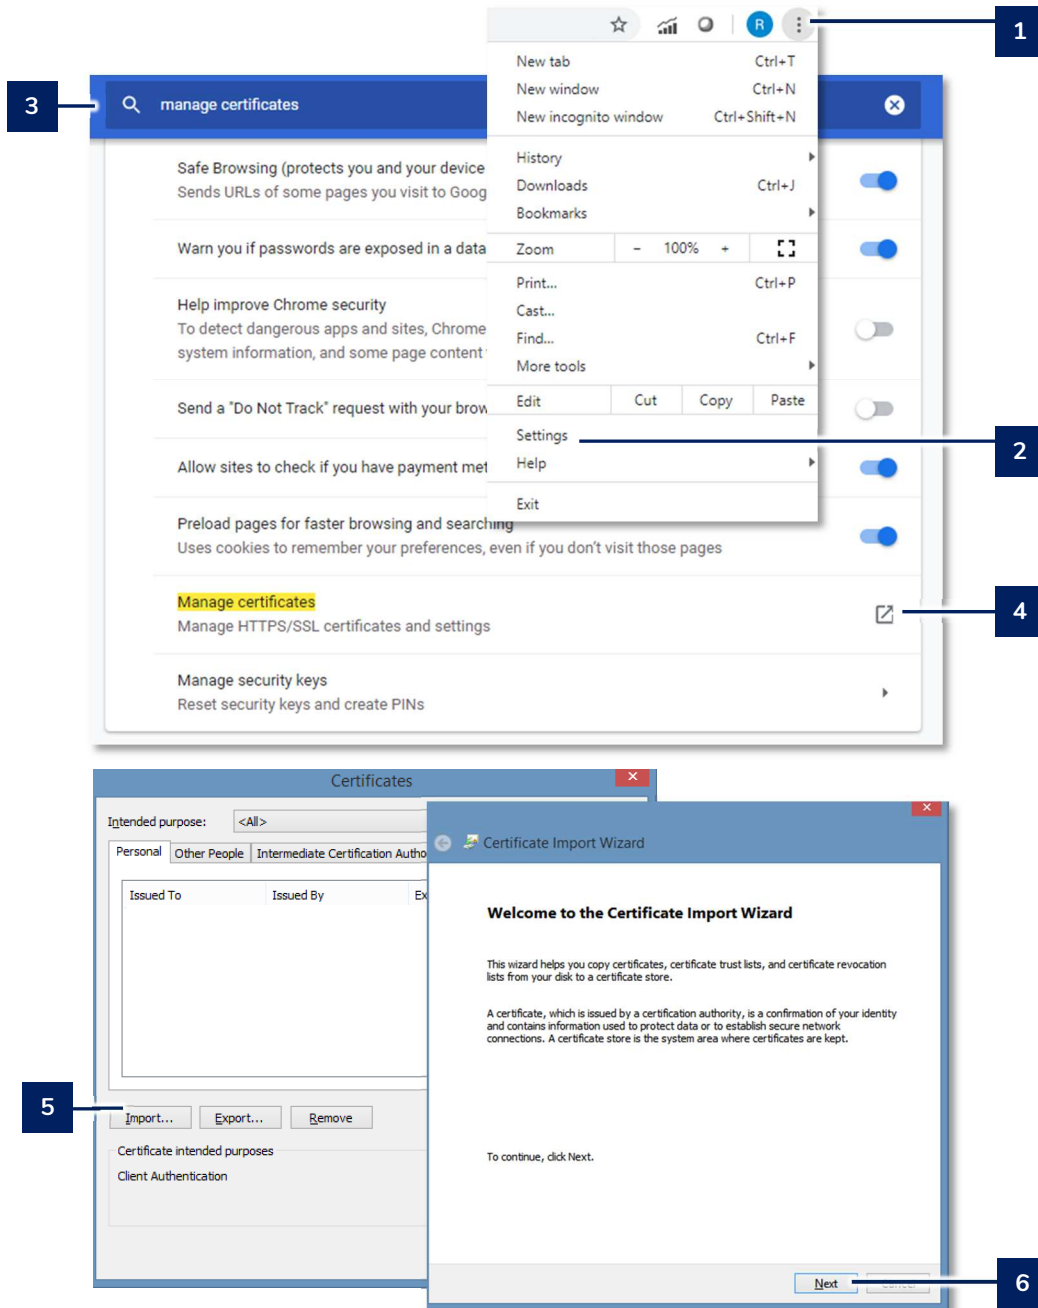 R
1
New tab Ctrl+T
New window Ctrl+N
New incognito window Ctrl+Shift+N
History
Downloads Ctrl+J
Bookmarks
Zoom - 100% +
Print... Ctrl+P
Cast...
Find... Ctrl+F
More tools
Edit Cut Copy Paste
Settings
2
Help
Exit
3
manage certificates
Safe Browsing (protects you and your device
Sends URLs of some pages you visit to Goog
Warn you if passwords are exposed in a data
Help improve Chrome security
To detect dangerous apps and sites, Chrome
system information, and some page content
Send a "Do Not Track" request with your brow
Allow sites to check if you have payment met
Preload pages for faster browsing and searching
Uses cookies to remember your preferences, even if you don't visit those pages
Manage certificates
Manage HTTPS/SSL certificates and settings
4
Manage security keys
Reset security keys and create PINs
Certificates
Intended purpose: <All>
Personal Other People Intermediate Certification Autho
Issued To Issued By Ex
5
Import... Export... Remove
Certificate intended purposes
Client Authentication
Certificate Import Wizard
Welcome to the Certificate Import Wizard
This wizard helps you copy certificates, certificate trust lists, and certificate revocation
lists from your disk to a certificate store.
A certificate, which is issued by a certification authority, is a confirmation of your identity
and contains information used to protect data or to establish secure network
connections. A certificate store is the system area where certificates are kept.
To continue, click Next.
Next
6